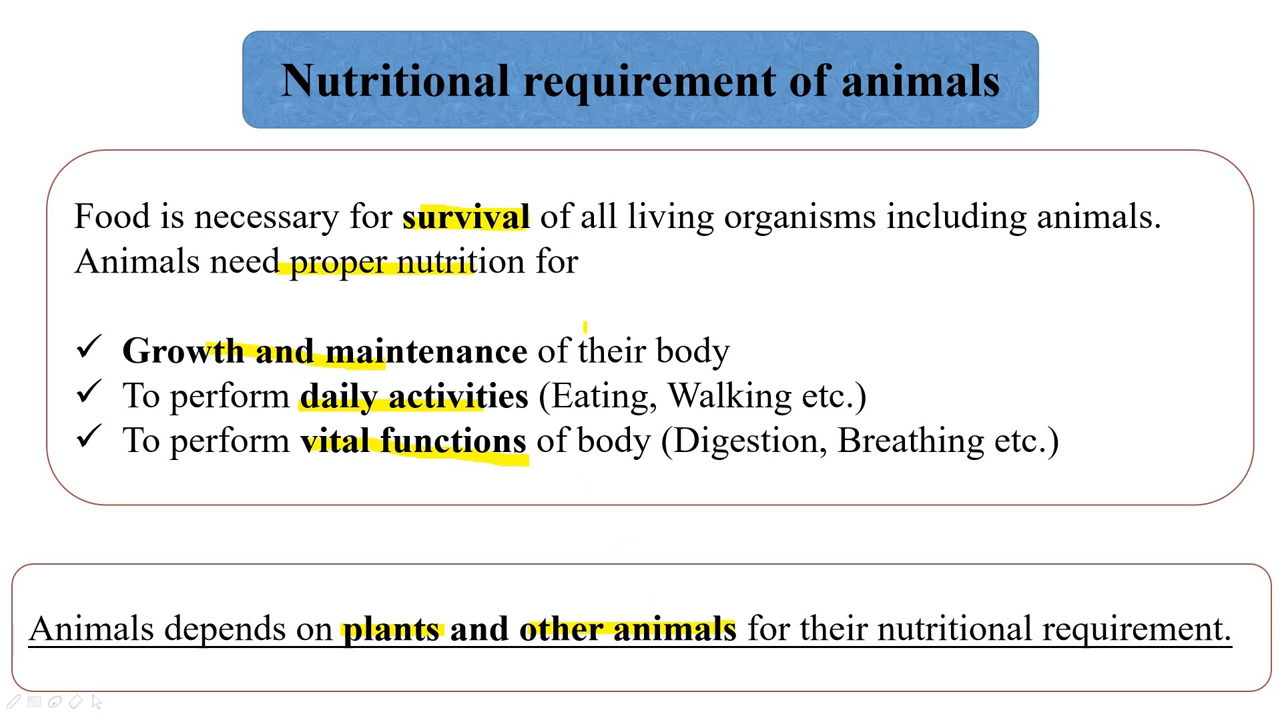 Nutritional requirement of animals
Food is necessary for survival of all living organisms including animals.
Animals need proper nutrition for
✓ Growth and maintenance of their body
✓ To perform daily activities (Eating, Walking etc.)
✓ To perform vital functions of body (Digestion, Breathing etc.)
Animals depends on plants and other animals for their nutritional requirement.